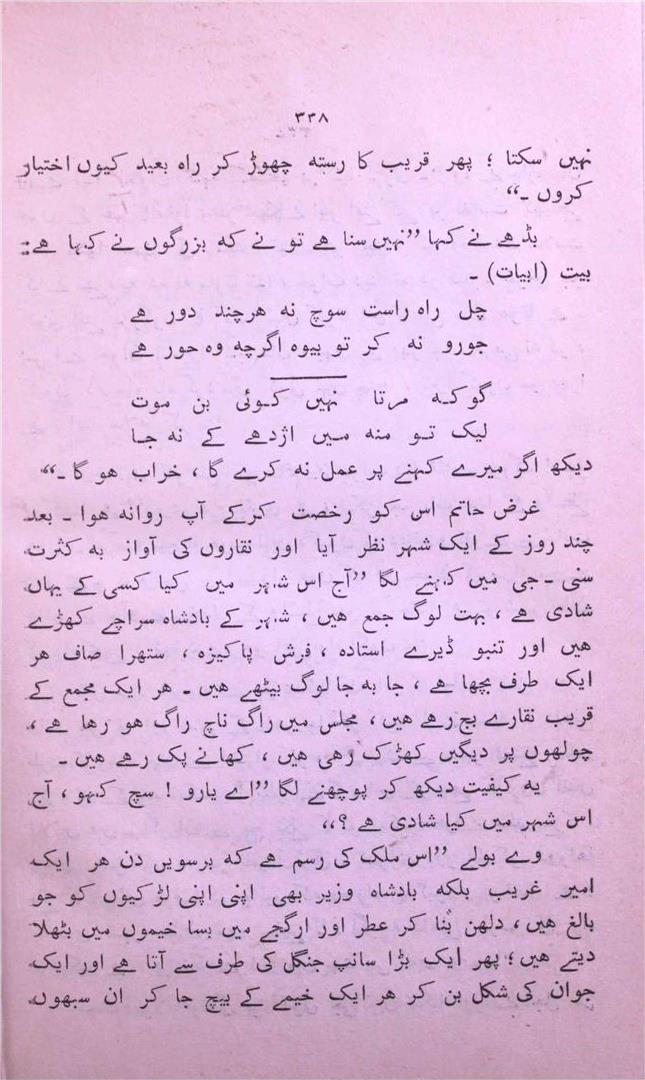 ۳۳۸
نہیں سکتا ؛ پھر قریب کا رستہ چھوڑ کر راہ بعید کیوں اختیار
کروں ۔“
بڈھے نے کہا ”نہیں سنا ہے تو نے کہ بزرگوں نے کہا ہے :
بیت (ابیات) ۔
چل راہ راست سوچ نہ ہرچند دور ہے
جورو نہ کر تو بیوہ اگرچہ وہ حور ہے
گو کہ مرتا نہیں کوئی بن موت
لیک تو منہ میں اژدہے کے نہ جا
دیکھ اگر میرے کہنے پر عمل نہ کرے گا ، خراب ہو گا ۔“
غرض حاتم اس کو رخصت کرکے آپ روانہ ہوا ۔ بعد
چند روز کے ایک شہر نظر آیا اور نقاروں کی آواز بہ کثرت
سنی ۔ جی میں کہنے لگا ”آج اس شہر میں کیا کسی کے یہاں
شادی ہے ، بہت لوگ جمع ہیں ، شہر کے بادشاہ سراچے کھڑے
ہیں اور تنبو ڈیرے استادہ ، فرش پاکیزہ ، ستھرا صاف ہر
ایک طرف بچھا ہے ، جا بہ جا لوگ بیٹھے ہیں ۔ ہر ایک مجمع کے
قریب نقارے بج رہے ہیں ، مجلس میں راگ ناچ راگ ہو رہا ہے ،
چولھوں پر دیگیں کھڑک رہی ہیں ، کھانے پک رہے ہیں ۔
یہ کیفیت دیکھ کر پوچھنے لگا ”اے یارو ! سچ کہو ، آج
اس شہر میں کیا شادی ہے ؟“
وے بولے ”اس ملک کی رسم ہے کہ برسویں دن ہر ایک
امیر غریب بلکہ بادشاہ وزیر بھی اپنی اپنی لڑکیوں کو جو
بالغ ہیں ، دلھن بنا کر عطر اور ارگجے میں بسا خیموں میں بٹھلا
دیتے ہیں ؛ پھر ایک بڑا سانپ جنگل کی طرف سے آتا ہے اور ایک
جوان کی شکل بن کر ہر ایک خیمے کے بیچ جا کر ان سبھوں